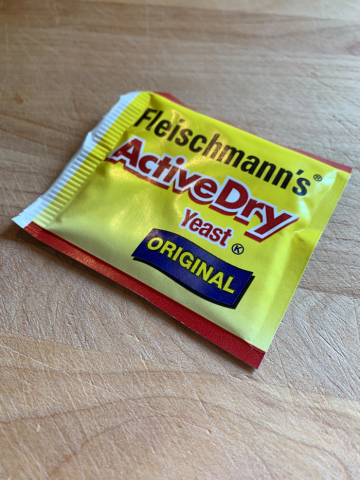 Fleischmann's®
ActiveDry
Yeast Ⓚ
ORIGINAL